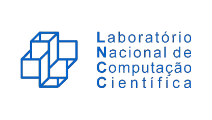 Laboratório
Nacional de
Computação
Científica